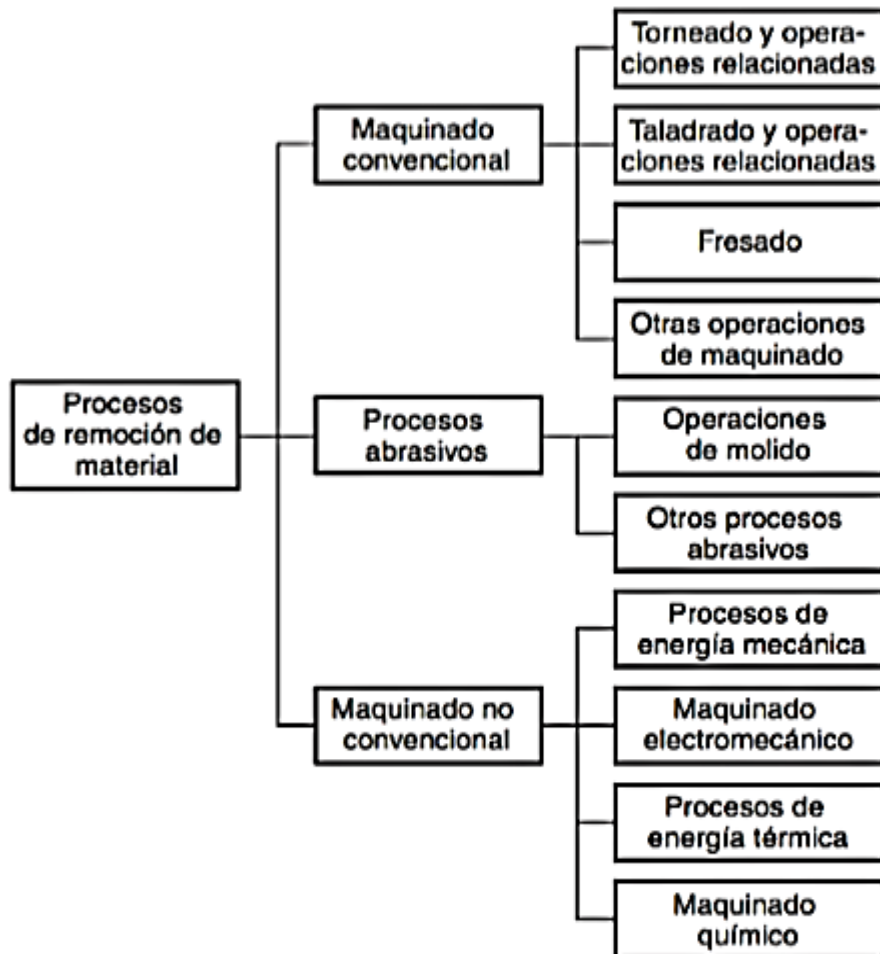 Procesos
de remoción de
material
Maquinado
convencional
Torneado y opera-
ciones relacionadas
Taladrado y opera-
ciones relacionadas
Fresado
Otras operaciones
de maquinado
Procesos
abrasivos
Operaciones
de molido
Otros procesos
abrasivos
Maquinado no
convencional
Procesos de
energía mecánica
Maquinado
electromecánico
Procesos de
energía térmica
Maquinado
químico